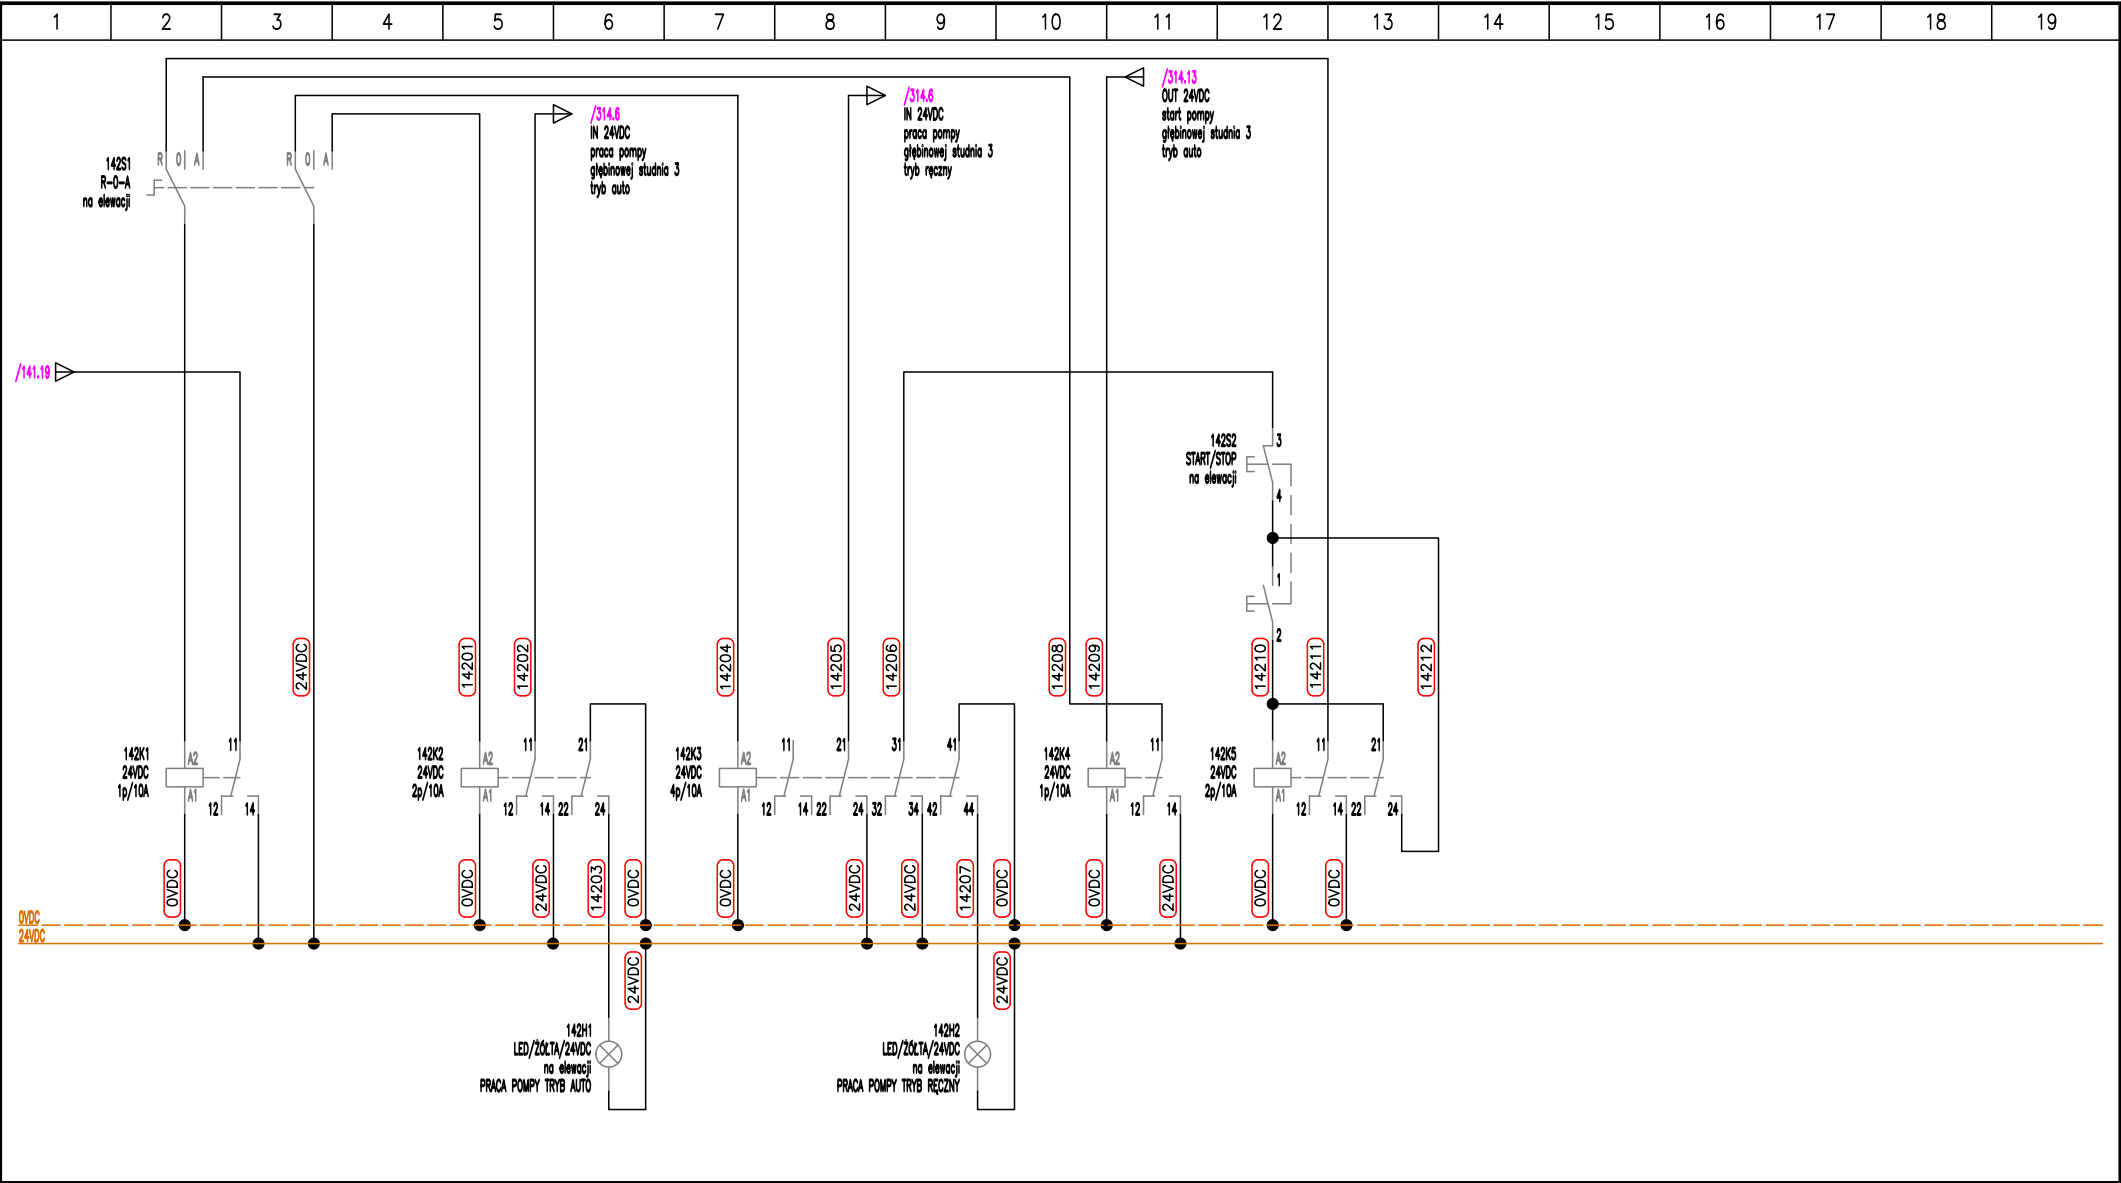 1 2 3 4 5 6 7 8 9 10 11 12 13 14 15 16 17 18 19
/314.6
IN 24VDC
praca pompy
głębinowej studnia 3
tryb auto
/314.6
IN 24VDC
praca pompy
głębinowej studnia 3
tryb ręczny
/314.13
OUT 24VDC
start pompy
głębinowej studnia 3
tryb auto
142S1
R-0-A
na elewacji
R 0 A
R 0 A
/141.19
142S2
START/STOP
na elewacji
3
4
1
2
24VDC 14201 14202 14204 14205 14206 14208 14209 14210 14211 14212
142K1
24VDC
1p/10A
A2
A1
11
12 14
142K2
24VDC
2p/10A
A2
A1
11 21
12 14 22 24
142K3
24VDC
4p/10A
A2
A1
11 21 31 41
12 14 22 24 32 34 42 44
142K4
24VDC
1p/10A
A2
A1
11
12 14
142K5
24VDC
2p/10A
A2
A1
11 21
12 14 22 24
0VDC 0VDC 24VDC 14203 0VDC 0VDC 24VDC 24VDC 14207 0VDC 0VDC 24VDC 0VDC 0VDC
0VDC
24VDC
24VDC 24VDC
142H1
LED/ŻÓŁTA/24VDC
na elewacji
PRACA POMPY TRYB AUTO
142H2
LED/ŻÓŁTA/24VDC
na elewacji
PRACA POMPY TRYB RĘCZNY